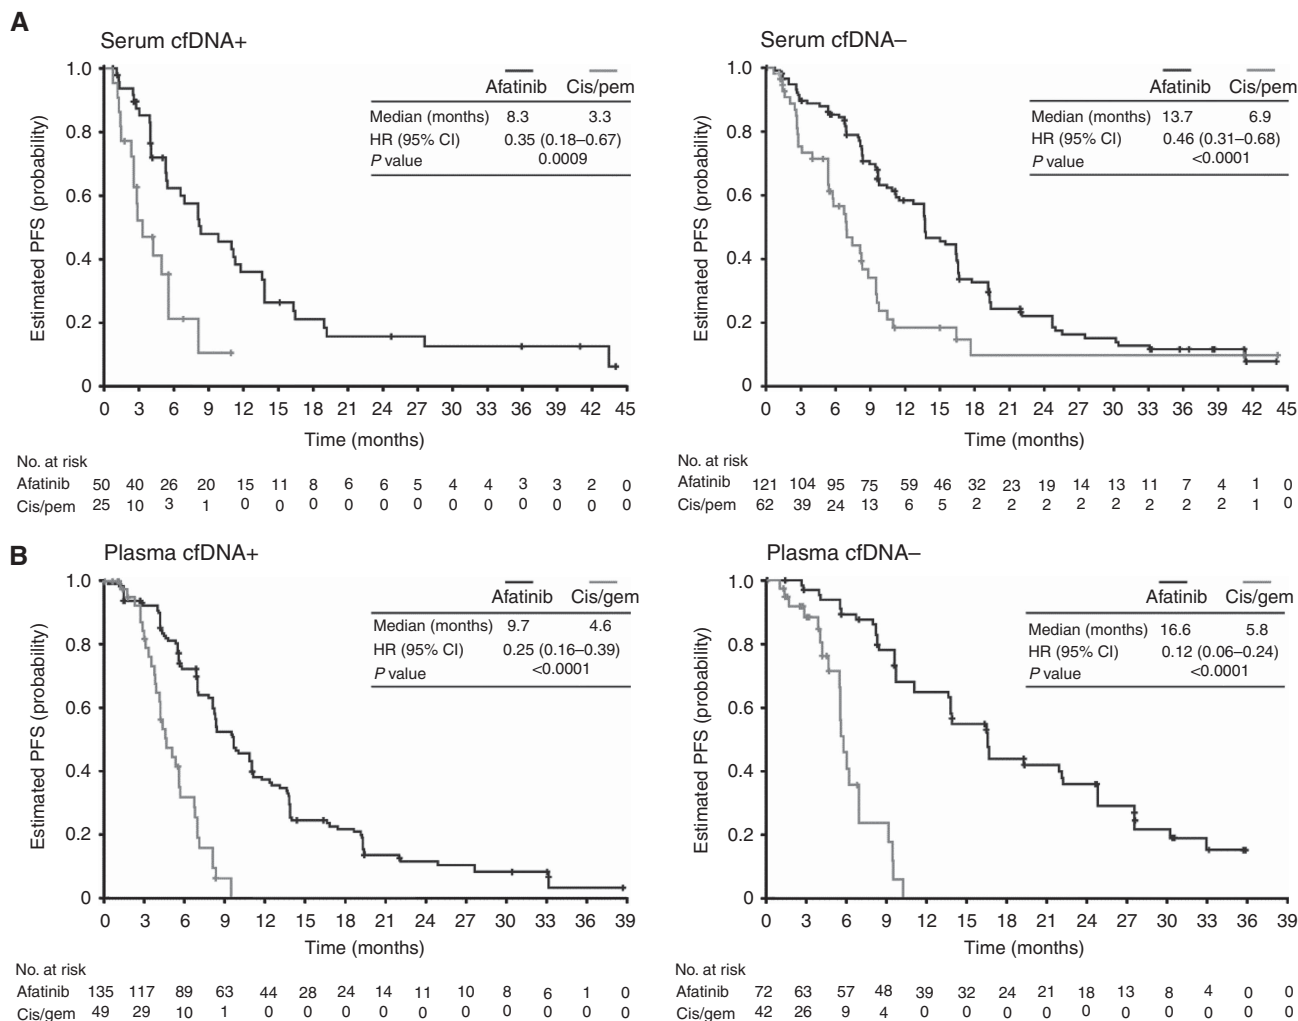 A
Serum cfDNA+
Afatinib Cis/pem
Median (months) 8.3 3.3
HR (95% CI) 0.35 (0.18–0.67)
P value 0.0009
Estimated PFS (probability)
1.0
0.8
0.6
0.4
0.2
0
0 3 6 9 12 15 18 21 24 27 30 33 36 39 42 45
Time (months)
No. at risk
Afatinib 50 40 26 20 15 11 8 6 6 5 4 4 3 3 2 0
Cis/pem 25 10 3 1 0 0 0 0 0 0 0 0 0 0 0 0
Serum cfDNA–
Afatinib Cis/pem
Median (months) 13.7 6.9
HR (95% CI) 0.46 (0.31–0.68)
P value <0.0001
Estimated PFS (probability)
1.0
0.8
0.6
0.4
0.2
0
0 3 6 9 12 15 18 21 24 27 30 33 36 39 42 45
Time (months)
No. at risk
Afatinib 121 104 95 75 59 46 32 23 19 14 13 11 7 4 1 0
Cis/pem 62 39 24 13 6 5 2 2 2 2 2 2 2 2 1 0
B
Plasma cfDNA+
Afatinib Cis/gem
Median (months) 9.7 4.6
HR (95% CI) 0.25 (0.16–0.39)
P value <0.0001
Estimated PFS (probability)
1.0
0.8
0.6
0.4
0.2
0
0 3 6 9 12 15 18 21 24 27 30 33 36 39
Time (months)
No. at risk
Afatinib 135 117 89 63 44 28 24 14 11 10 8 6 1 0
Cis/gem 49 29 10 1 0 0 0 0 0 0 0 0 0 0
Plasma cfDNA–
Afatinib Cis/gem
Median (months) 16.6 5.8
HR (95% CI) 0.12 (0.06–0.24)
P value <0.0001
Estimated PFS (probability)
1.0
0.8
0.6
0.4
0.2
0
0 3 6 9 12 15 18 21 24 27 30 33 36 39
Time (months)
No. at risk
Afatinib 72 63 57 48 39 32 24 21 18 13 8 4 0 0
Cis/gem 42 26 9 4 0 0 0 0 0 0 0 0 0 0